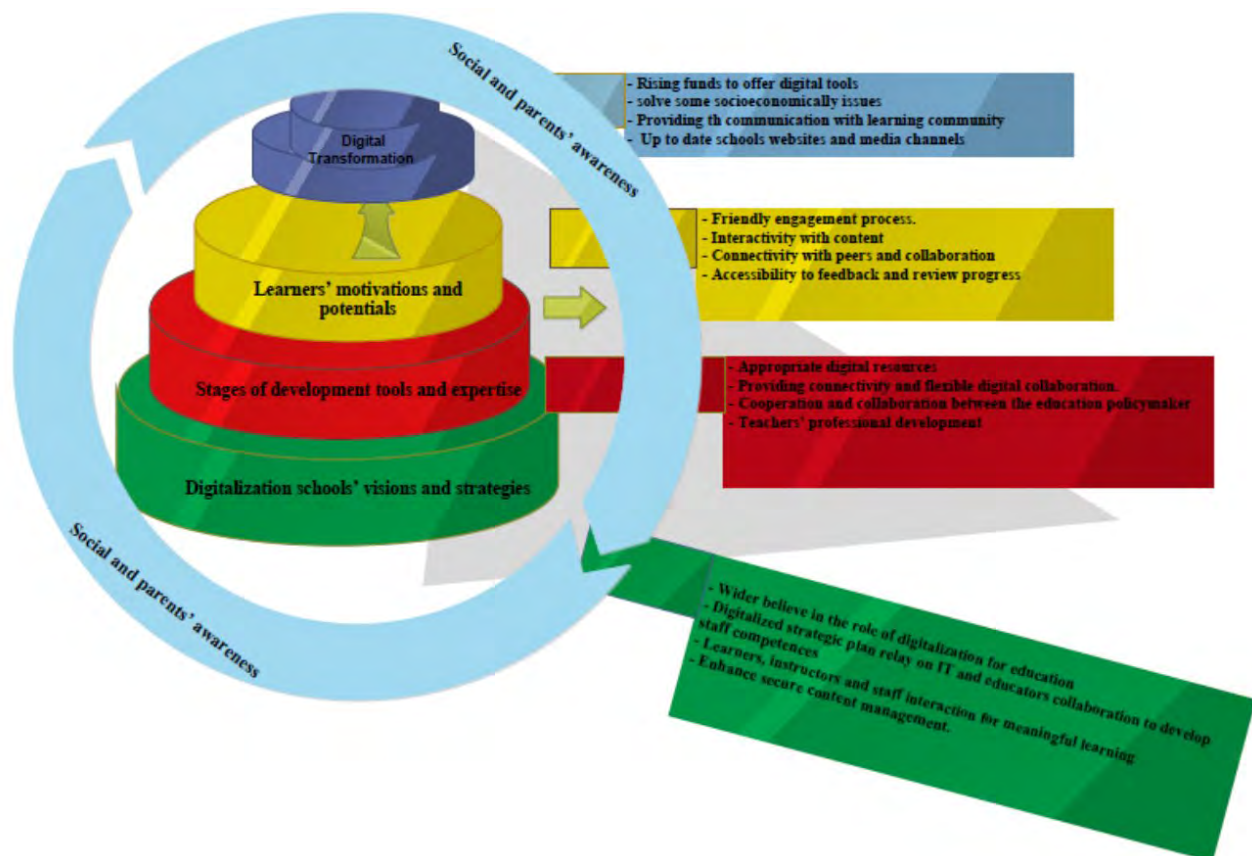 Social and parents' awareness
Digital
Transformation
Learners' motivations and
potentials
Stages of development tools and expertise
Digitalization schools' visions and strategies
Social and parents' awareness
- Rising funds to offer digital tools
- solve some socioeconomically issues
- Providing th communication with learning community
- Up to date schools websites and media channels
- Friendly engagement process.
- Interactivity with content
- Connectivity with peers and collaboration
- Accessibility to feedback and review progress
- Appropriate digital resources
- Providing connectivity and flexible digital collaboration.
- Cooperation and collaboration between the education policymaker
- Teachers' professional development
- Wider believe in the role of digitalization for education
- Digitalized strategic plan relay on IT and educators collaboration to develop
staff competences
- Learners, instructors and staff interaction for meaningful learning
- Enhance secure content management.